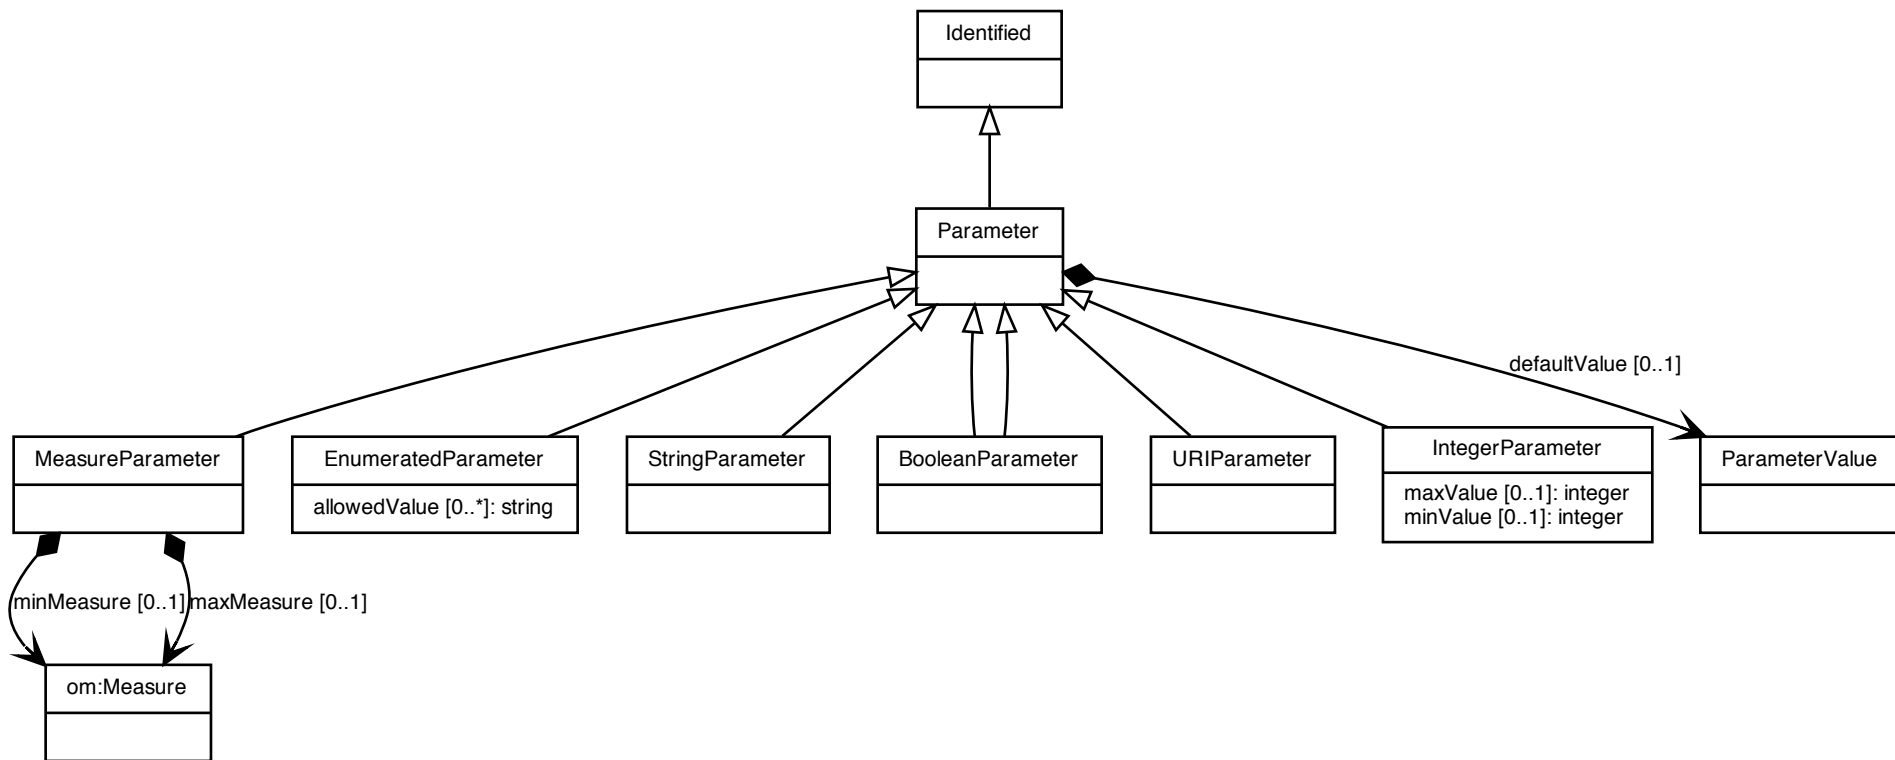 Identified
Parameter
defaultValue [0..1]
MeasureParameter
EnumeratedParameter
allowedValue [0..*]: string
StringParameter
BooleanParameter
URIParameter
IntegerParameter
maxValue [0..1]: integer
minValue [0..1]: integer
ParameterValue
minMeasure [0..1]
maxMeasure [0..1]
om:Measure